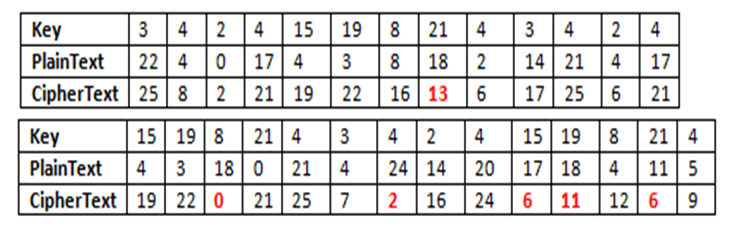 Key 3 4 2 4 15 19 8 21 4 3 4 2 4
PlainText 22 4 0 17 4 3 8 18 2 14 21 4 17
CipherText 25 8 2 21 19 22 16 13 6 17 25 6 21
Key 15 19 8 21 4 3 4 2 4 15 19 8 21 4
PlainText 4 3 18 0 21 4 24 14 20 17 18 4 11 5
CipherText 19 22 0 21 25 7 2 16 24 6 11 12 6 9